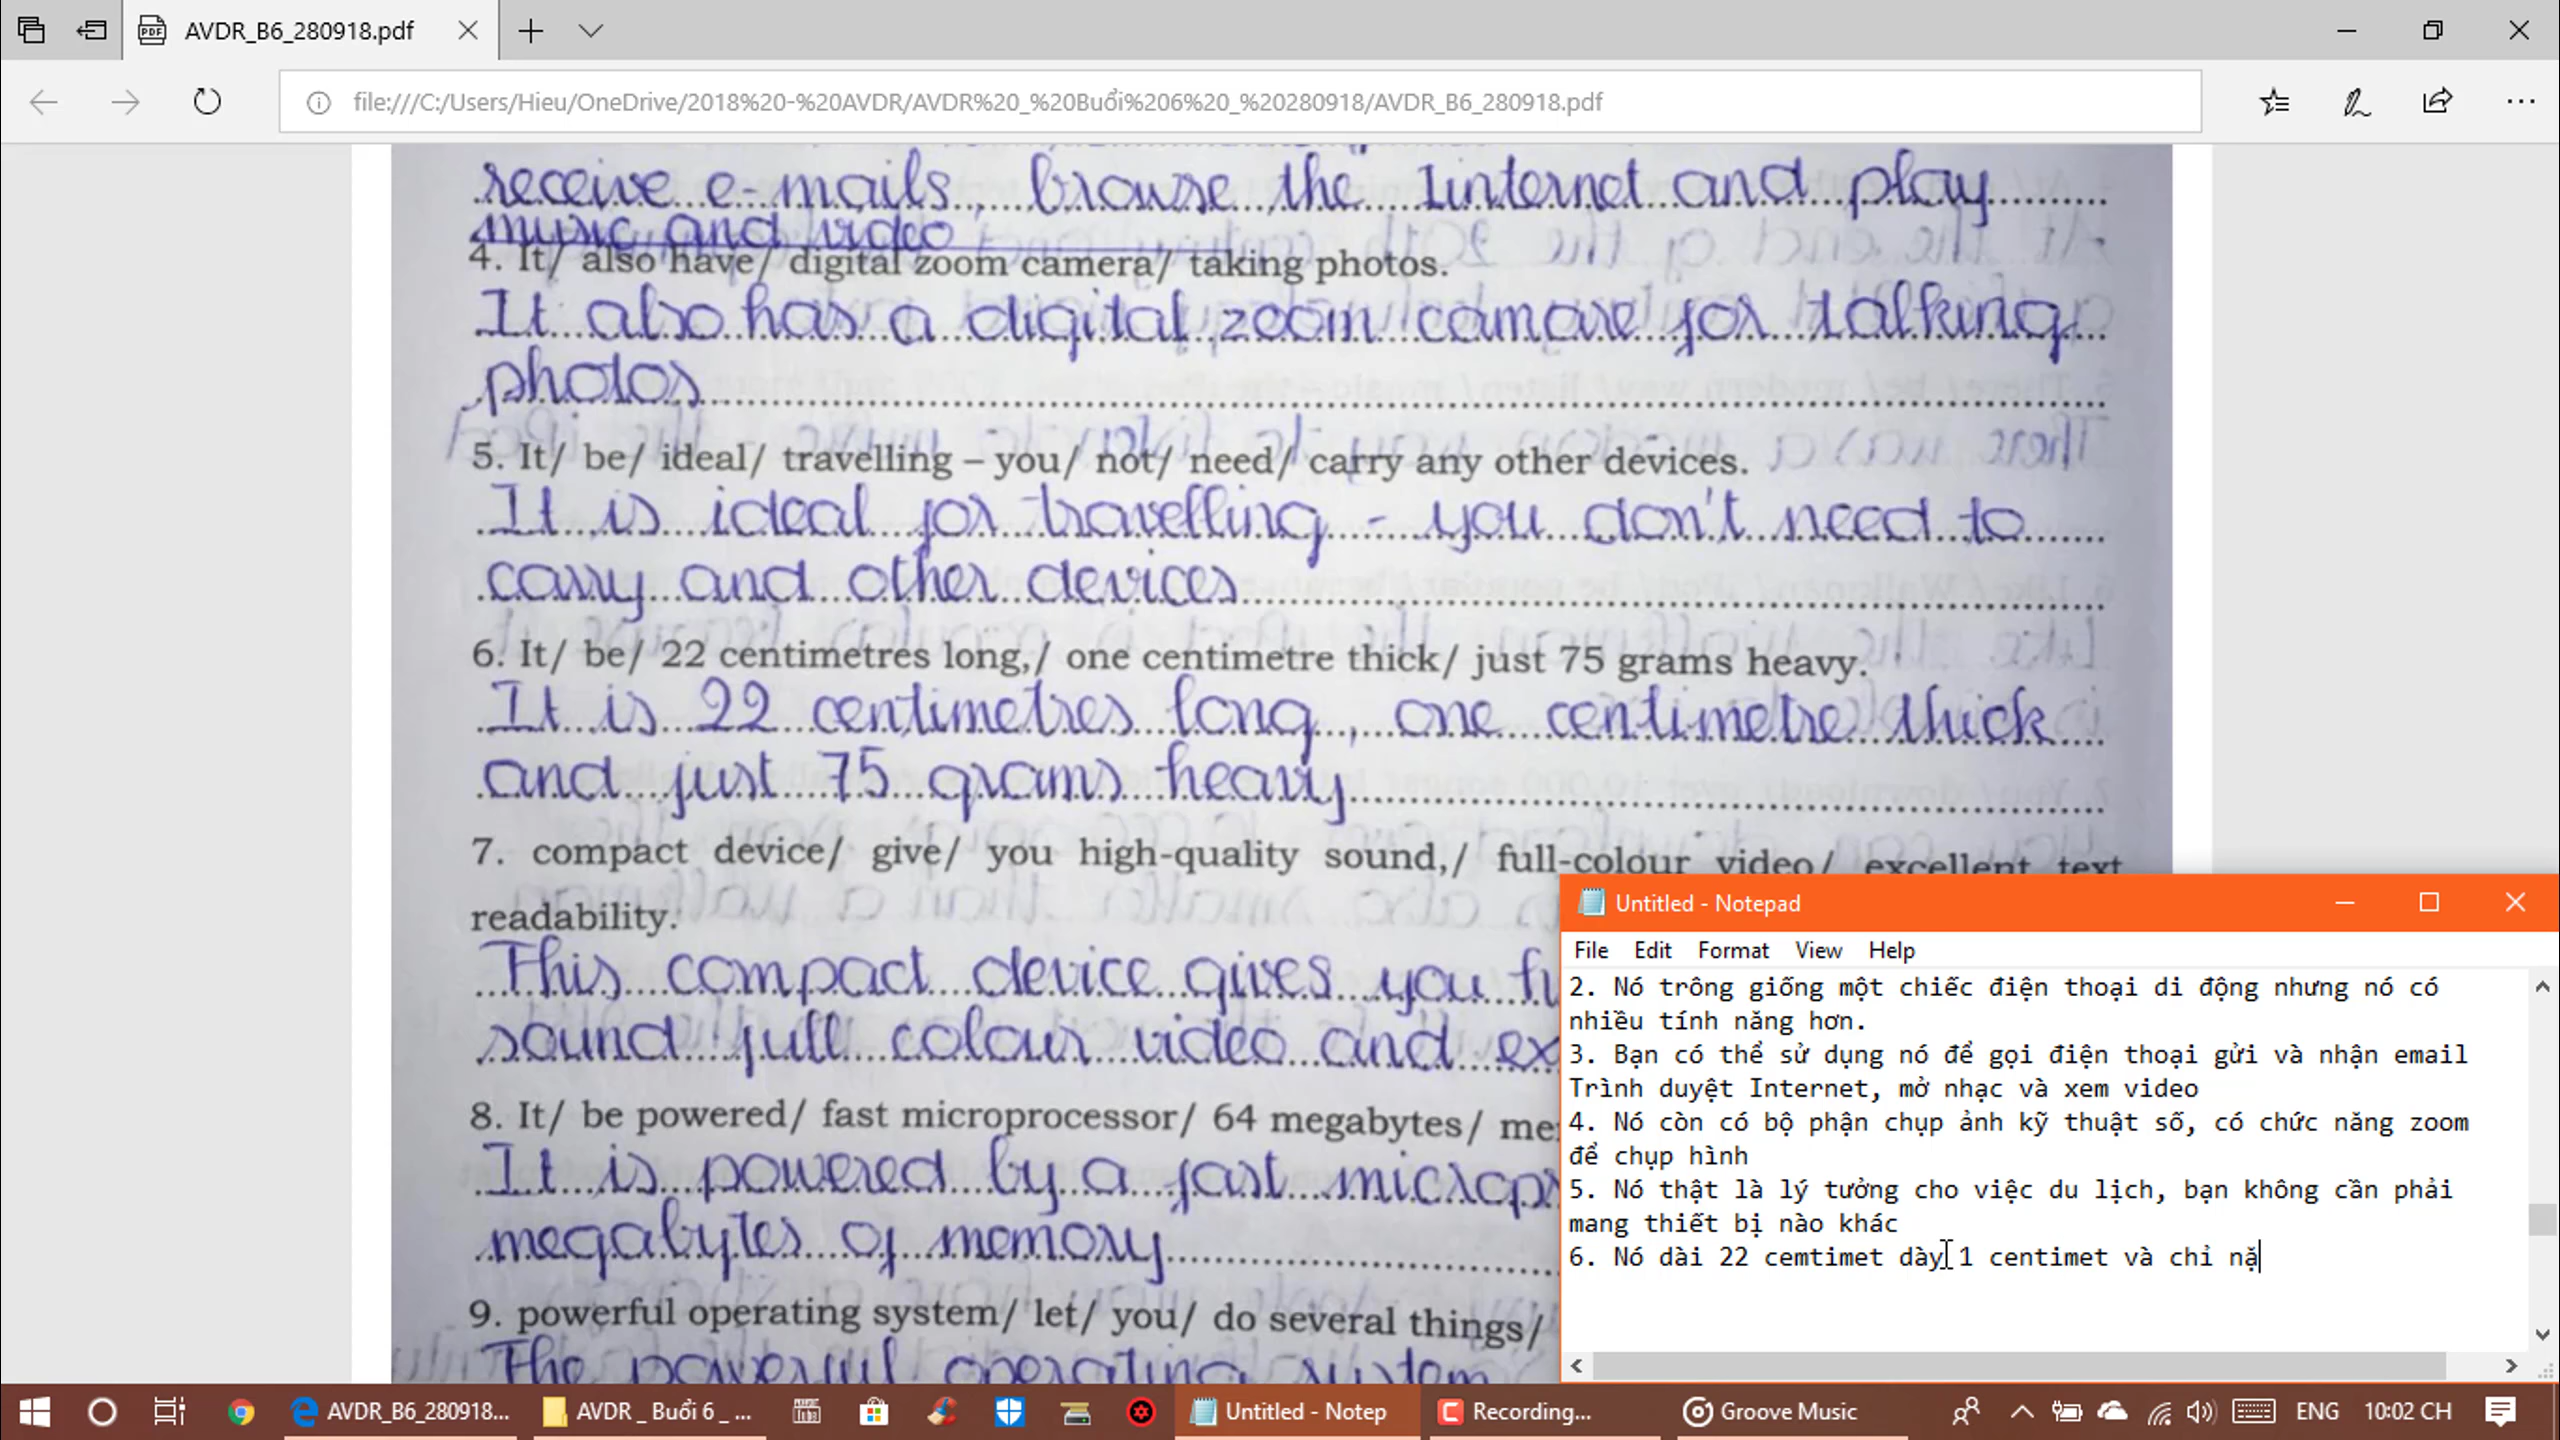 AVDR_B6_280918.pdf
file:///C:/Users/Hieu/OneDrive/2018%20-%20AVDR/AVDR%20_%20Buổi%206%20_%20280918/AVDR_B6_280918.pdf
receive e-mails, browse the Iinternet and play
music and video
4. It/ also have/ digital zoom camera/ taking photos.
It also has a digital zoom camare for talking
photos
5. It/ be/ ideal/ travelling – you/ not/ need/ carry any other devices.
It is ideal for travelling - you don't need to
carry and other devices
6. It/ be/ 22 centimetres long,/ one centimetre thick/ just 75 grams heavy.
It is 22 centimetres long, one centimetre thick
and just 75 grams heavy
7. compact device/ give/ you high-quality sound,/ full-colour video/ excellent text
readability.
This compact device gives you fu
sound full colour video and ex
8. It/ be powered/ fast microprocessor/ 64 megabytes/ me
It is powered by a fast microp
megabytes of memory
9. powerful operating system/ let/ you/ do several things/
The powerful operating system
Untitled - Notepad
File Edit Format View Help
2. Nó trông giống một chiếc điện thoại di động nhưng nó có
nhiều tính năng hơn.
3. Bạn có thể sử dụng nó để gọi điện thoại gửi và nhận email
Trình duyệt Internet, mở nhạc và xem video
4. Nó còn có bộ phận chụp ảnh kỹ thuật số, có chức năng zoom
để chụp hình
5. Nó thật là lý tưởng cho việc du lịch, bạn không cần phải
mang thiết bị nào khác
6. Nó dài 22 cemtimet dày 1 centimet và chỉ nặ
AVDR_B6_280918... AVDR _ Buổi 6 _ ... Untitled - Notep Recording... Groove Music ENG 10:02 CH